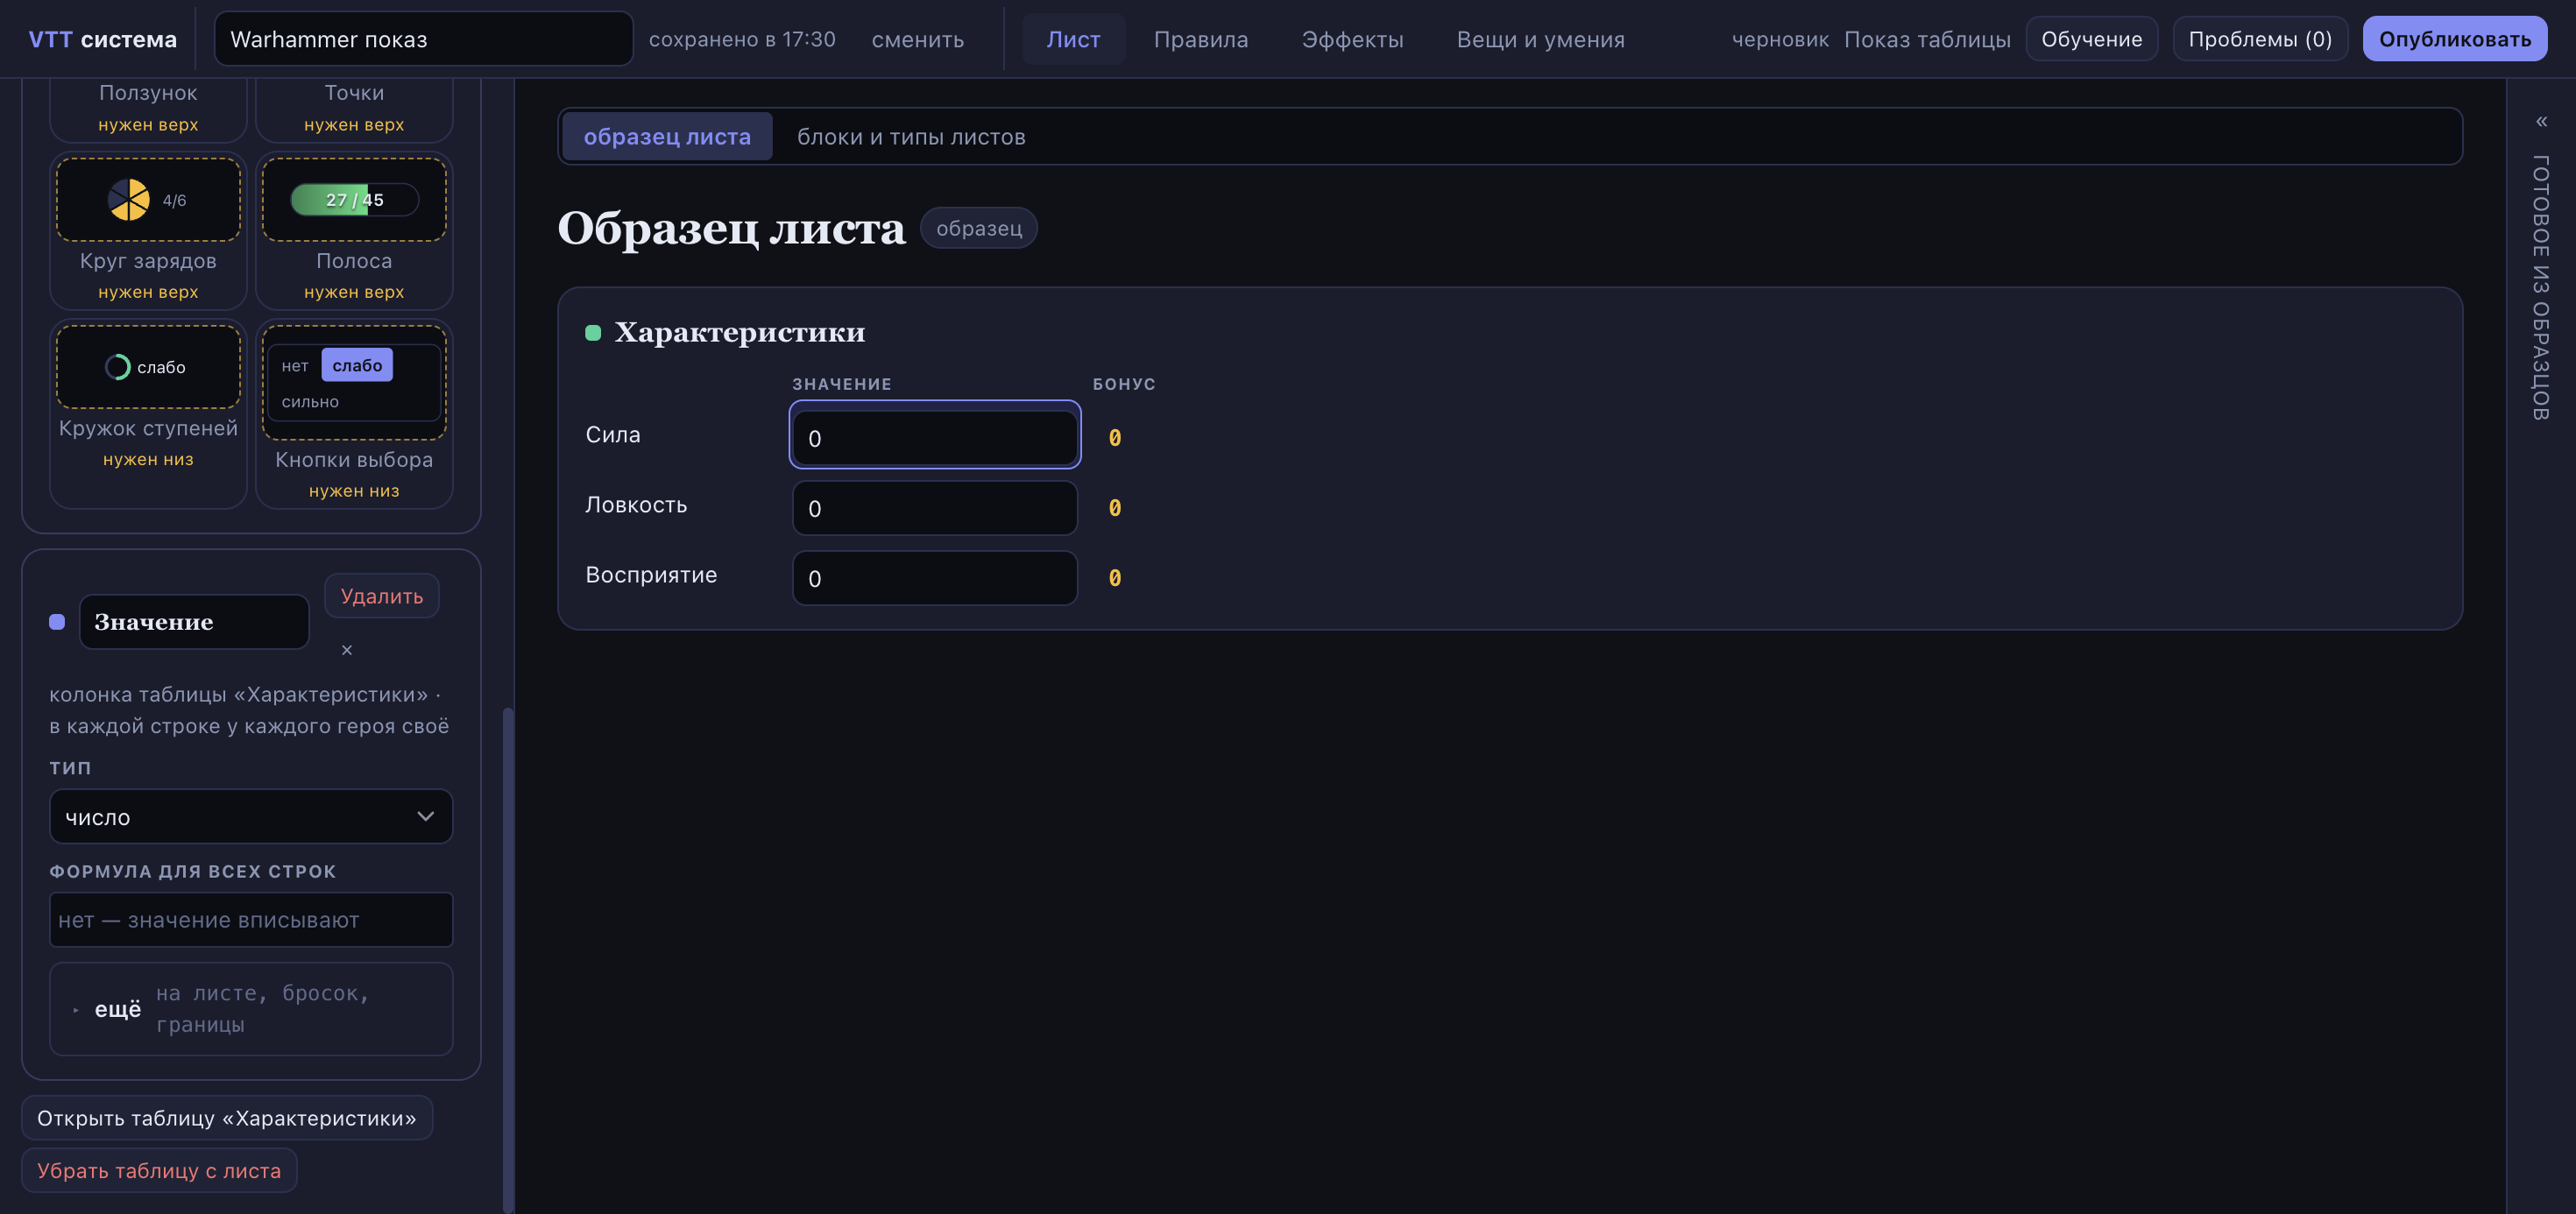 VTT система
Warhammer показ
сохранено в 17:30
сменить
Лист
Правила
Эффекты
Вещи и умения
черновик
Показ таблицы
Обучение
Проблемы (0)
Опубликовать
Ползунок
нужен верх
Точки
нужен верх
4/6
Круг зарядов
нужен верх
27 / 45
Полоса
нужен верх
слабо
Кружок ступеней
нужен низ
нет слабо
сильно
Кнопки выбора
нужен низ
Значение
Удалить
×
колонка таблицы «Характеристики» ·
в каждой строке у каждого героя своё
ТИП
число
ФОРМУЛА ДЛЯ ВСЕХ СТРОК
нет — значение вписывают
ещё
на листе, бросок,
границы
Открыть таблицу «Характеристики»
Убрать таблицу с листа
образец листа
блоки и типы листов
Образец листа
образец
Характеристики
ЗНАЧЕНИЕ БОНУС
Сила 0 0
Ловкость 0 0
Восприятие 0 0
«
ГОТОВОЕ ИЗ ОБРАЗЦОВ